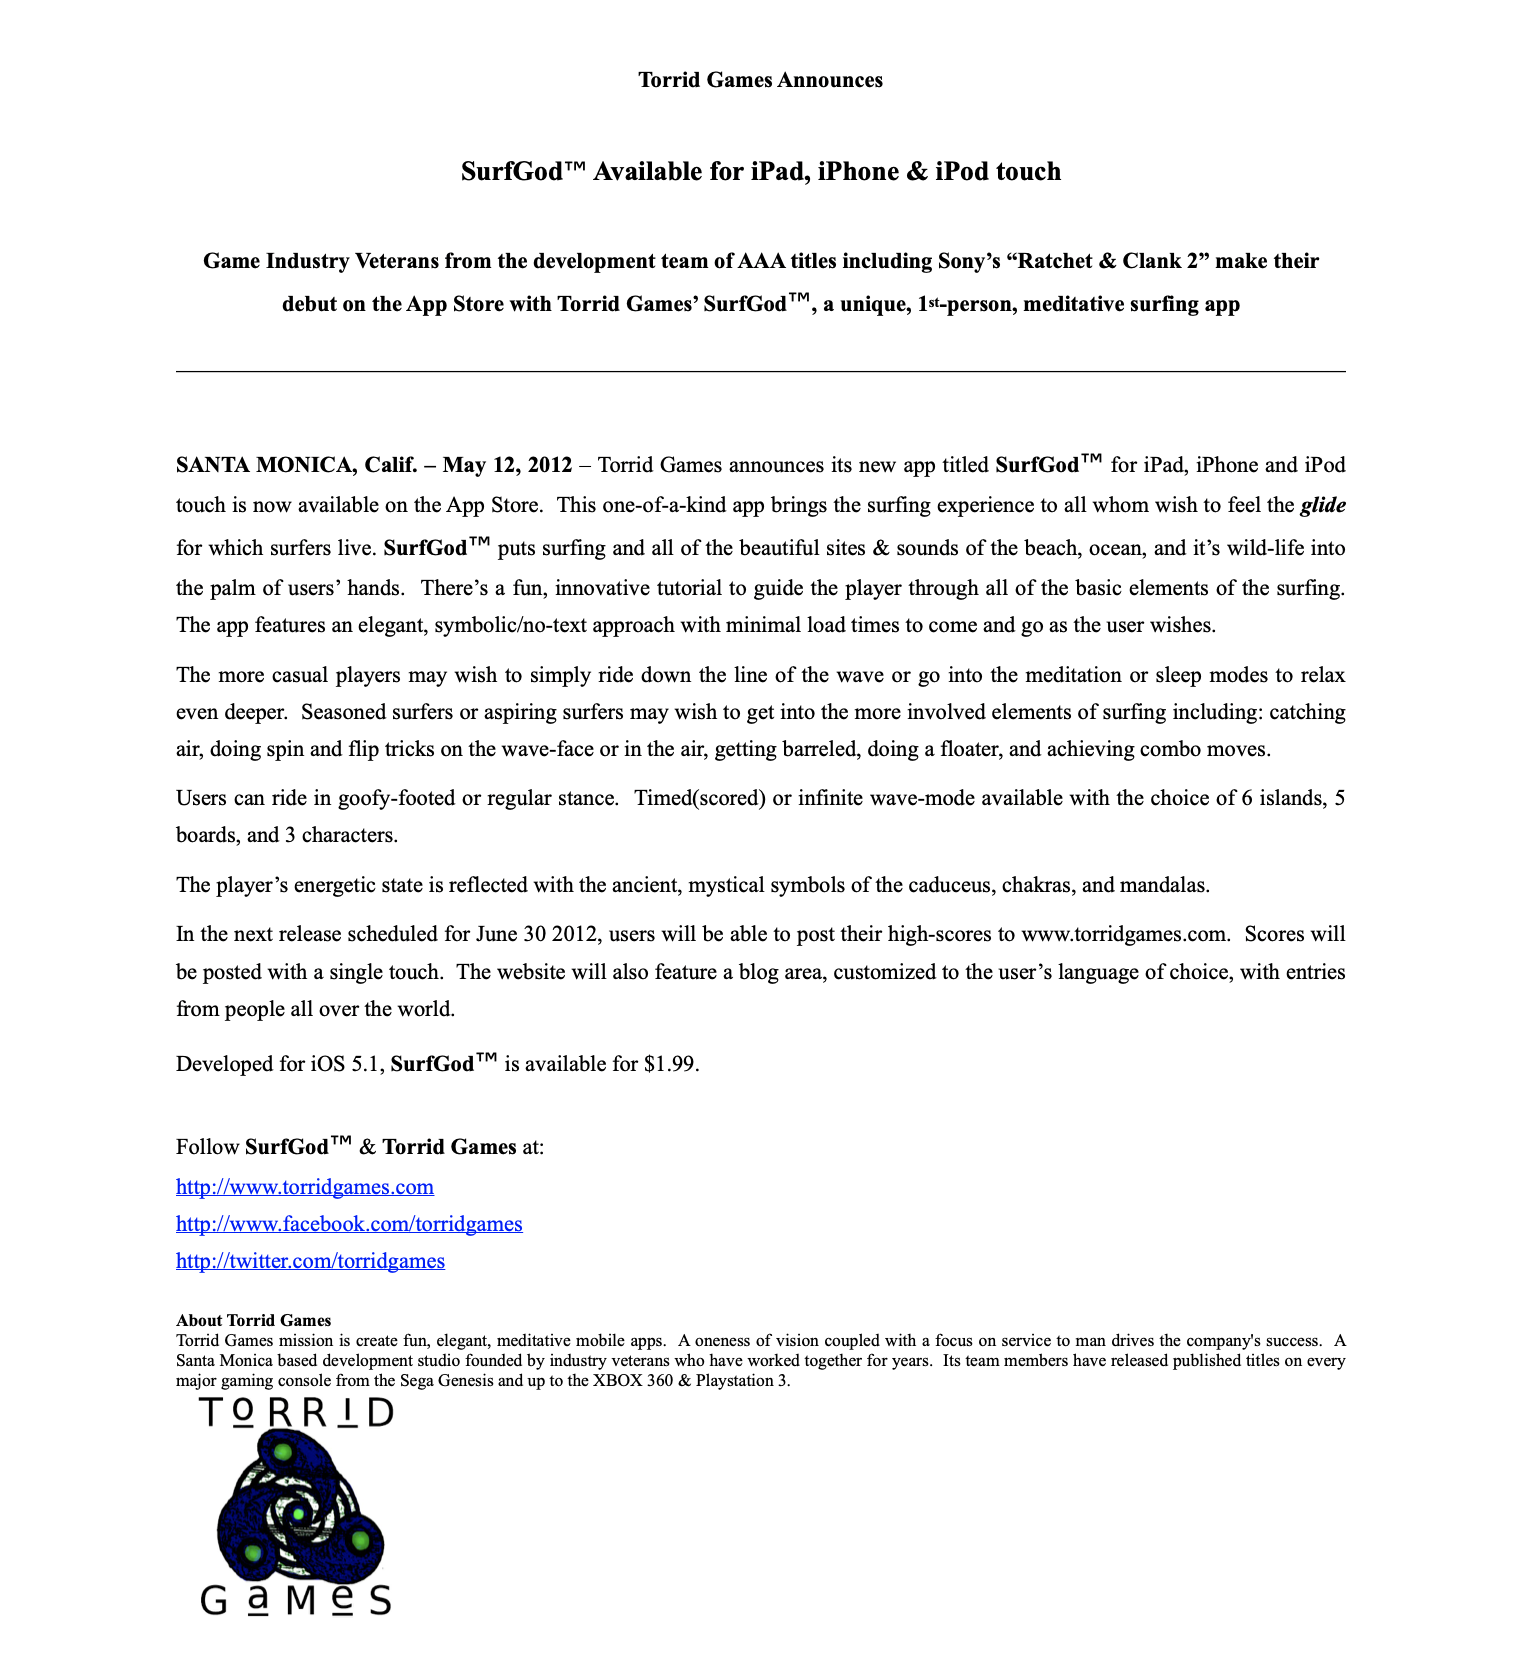 Torrid Games Announces
SurfGod™ Available for iPad, iPhone & iPod touch
Game Industry Veterans from the development team of AAA titles including Sony’s “Ratchet & Clank 2” make their
debut on the App Store with Torrid Games’ SurfGod™, a unique, 1st-person, meditative surfing app
SANTA MONICA, Calif. – May 12, 2012 – Torrid Games announces its new app titled SurfGod™ for iPad, iPhone and iPod
touch is now available on the App Store.  This one-of-a-kind app brings the surfing experience to all whom wish to feel the glide
for which surfers live. SurfGod™ puts surfing and all of the beautiful sites & sounds of the beach, ocean, and it’s wild-life into
the palm of users’ hands.  There’s a fun, innovative tutorial to guide the player through all of the basic elements of the surfing.
The app features an elegant, symbolic/no-text approach with minimal load times to come and go as the user wishes.
The more casual players may wish to simply ride down the line of the wave or go into the meditation or sleep modes to relax
even deeper.  Seasoned surfers or aspiring surfers may wish to get into the more involved elements of surfing including: catching
air, doing spin and flip tricks on the wave-face or in the air, getting barreled, doing a floater, and achieving combo moves.
Users can ride in goofy-footed or regular stance.  Timed(scored) or infinite wave-mode available with the choice of 6 islands, 5
boards, and 3 characters.
The player’s energetic state is reflected with the ancient, mystical symbols of the caduceus, chakras, and mandalas.
In the next release scheduled for June 30 2012, users will be able to post their high-scores to www.torridgames.com.  Scores will
be posted with a single touch.  The website will also feature a blog area, customized to the user’s language of choice, with entries
from people all over the world.
Developed for iOS 5.1, SurfGod™ is available for $1.99.
Follow SurfGod™ & Torrid Games at:
http://www.torridgames.com
http://www.facebook.com/torridgames
http://twitter.com/torridgames
About Torrid Games
Torrid Games mission is create fun, elegant, meditative mobile apps.  A oneness of vision coupled with a focus on service to man drives the company's success.  A
Santa Monica based development studio founded by industry veterans who have worked together for years.  Its team members have released published titles on every
major gaming console from the Sega Genesis and up to the XBOX 360 & Playstation 3.
ToRRID
GaMeS